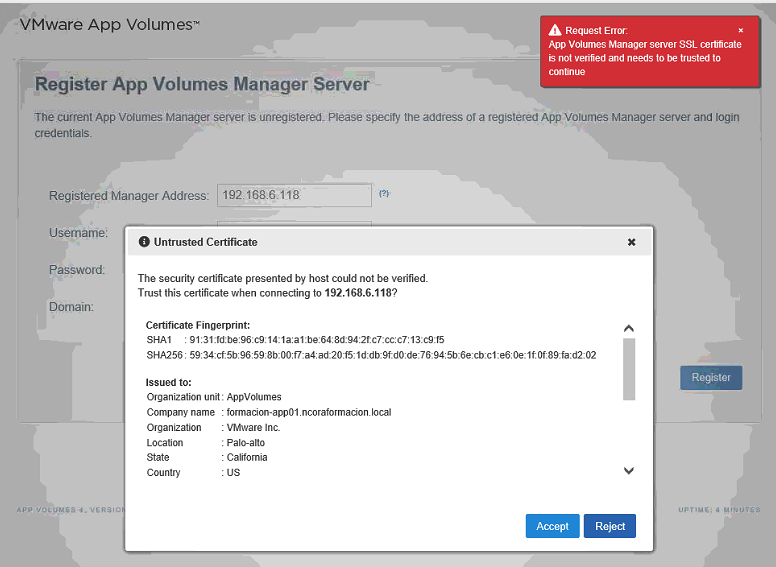 VMware App Volumes™
Request Error:
App Volumes Manager server SSL certificate
is not verified and needs to be trusted to
continue
Register App Volumes Manager Server
The current App Volumes Manager server is unregistered. Please specify the address of a registered App Volumes Manager server and login
credentials.
Registered Manager Address: 192.168.6.118 (?)
Username:
Password:
Domain:
Register
Untrusted Certificate
The security certificate presented by host could not be verified.
Trust this certificate when connecting to 192.168.6.118?
Certificate Fingerprint:
SHA1 : 91:31:fd:be:96:c9:14:1a:a1:be:64:8d:94:2f:c7:cc:c7:13:c9:f5
SHA256 : 59:34:cf:5b:96:59:8b:00:f7:a4:ad:20:f5:1d:db:9f:d0:de:76:94:5b:6e:cb:c1:e6:0e:1f:0f:89:fa:d2:02
Issued to:
Organization unit : AppVolumes
Company name : formacion-app01.ncoraformacion.local
Organization : VMware Inc.
Location : Palo-alto
State : California
Country : US
Accept Reject
APP VOLUMES 4, VERSION
UPTIME: 4 MINUTES